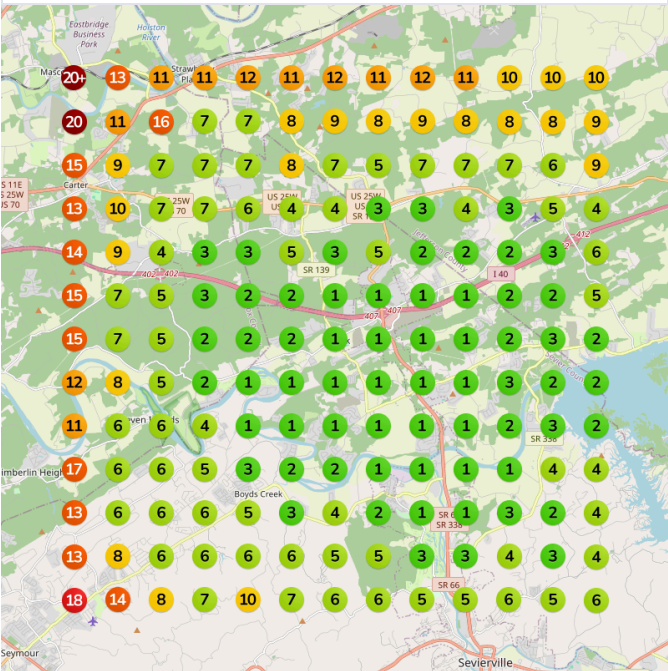 Eastbridge
Business
Park
Holston
River
Masc
Strawb
Pla
20+ 13 11 11 12 11 12 11 12 11 10 10 10
20 11 16 7 7 8 9 8 9 8 8 8 9
15 9 7 7 7 8 7 5 7 7 7 6 9
Carter
S 11E
S 25W
US 70
25W
70
US 25W
US
US 25W
SR 1
13 10 7 7 6 4 4 3 3 4 3 5 4
Jefferson County
412
14 9 4 3 3 5 3 5 2 2 2 3 6
402 402
SR 139
I 40
15 7 5 3 2 2 1 1 1 1 2 2 5
407 407
15 7 5 2 2 2 1 1 1 1 2 3 2
12 8 5 2 1 1 1 1 1 1 3 2 2
ven
ds
11 6 6 4 1 1 1 1 1 1 2 3 2
SR 338
imberlin Heigh
17 6 6 5 3 2 2 1 1 1 1 4 4
Boyds Creek
13 6 6 6 5 3 4 2 1 1 3 2 4
SR 6
SR 338
13 8 6 6 6 6 5 5 3 3 4 3 4
SR 66
18 14 8 7 10 7 6 6 5 5 6 5 6
Seymour
Sevierville